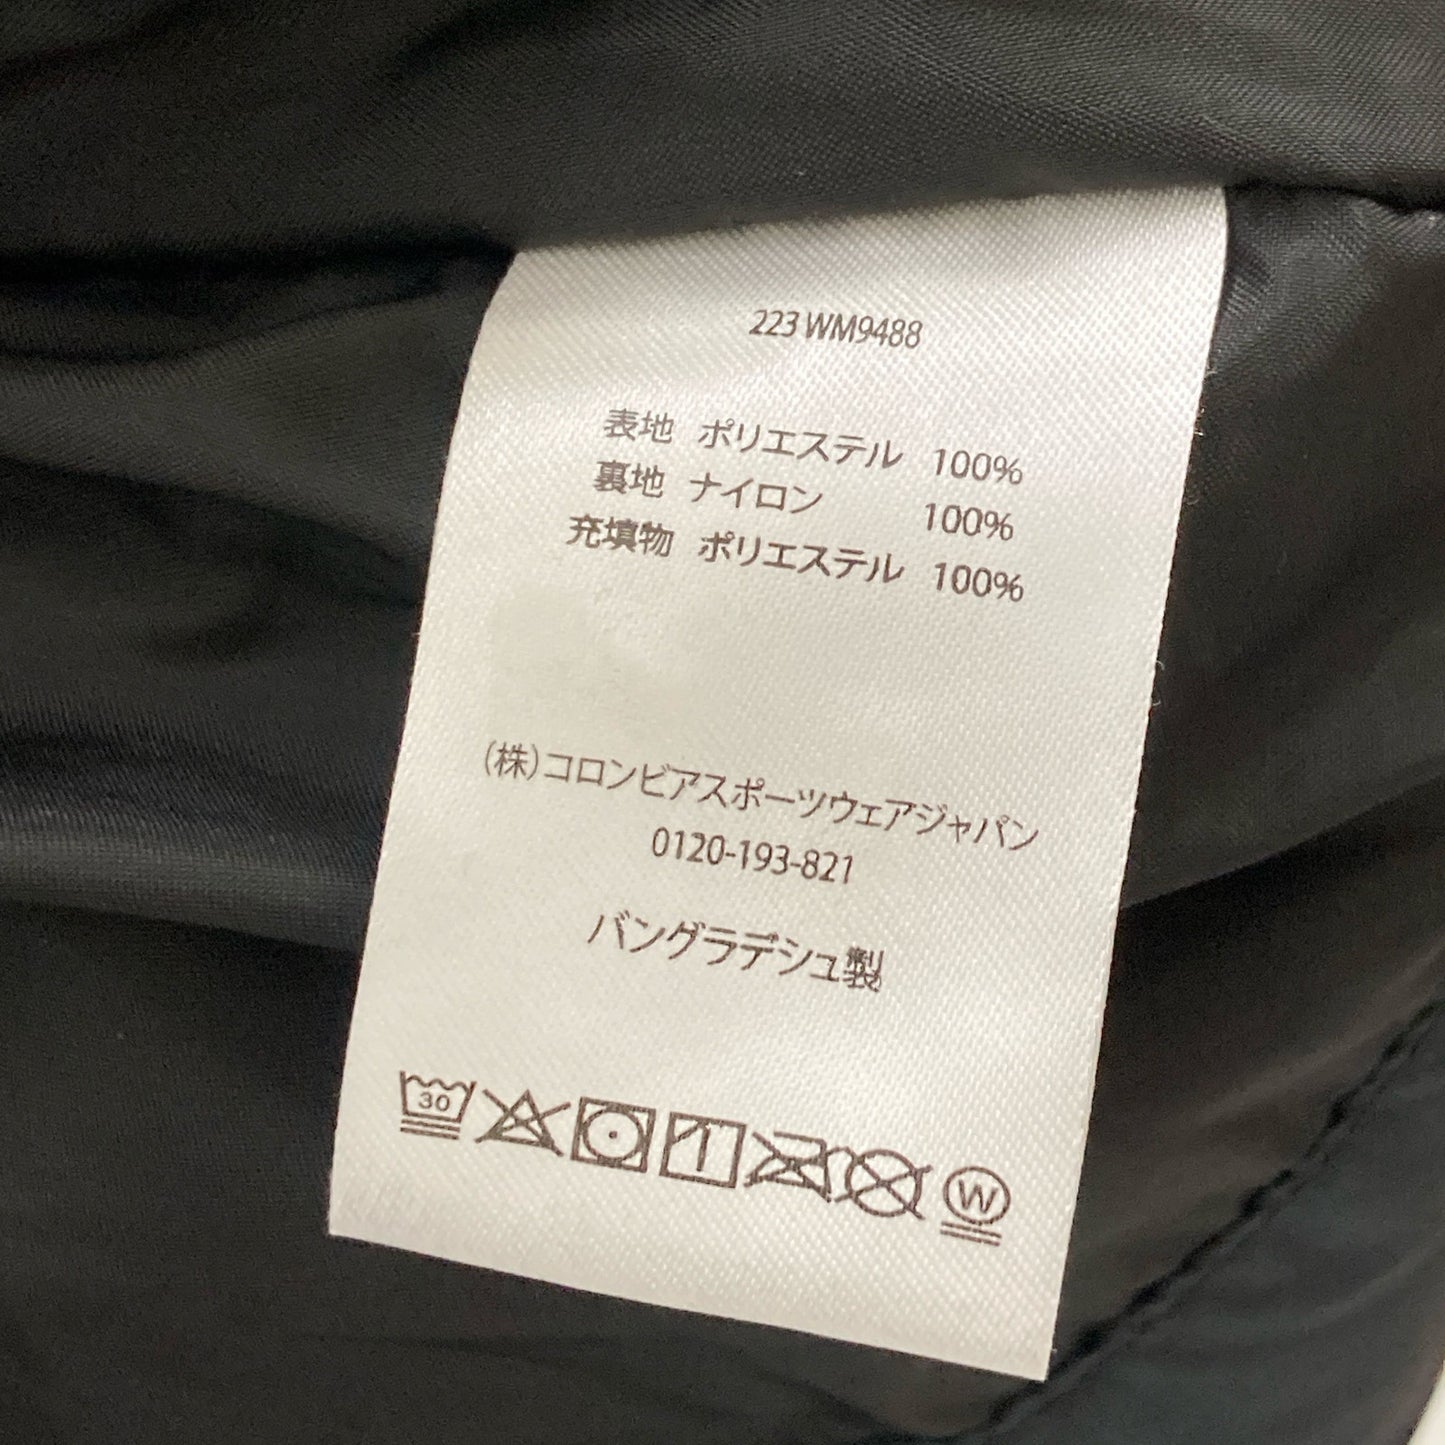 223 WM9488
表地 ポリエステル 100%
裏地 ナイロン 100%
充填物 ポリエステル 100%
(株)コロンビアスポーツウェアジャパン
0120-193-821
バングラデシュ製
30 W